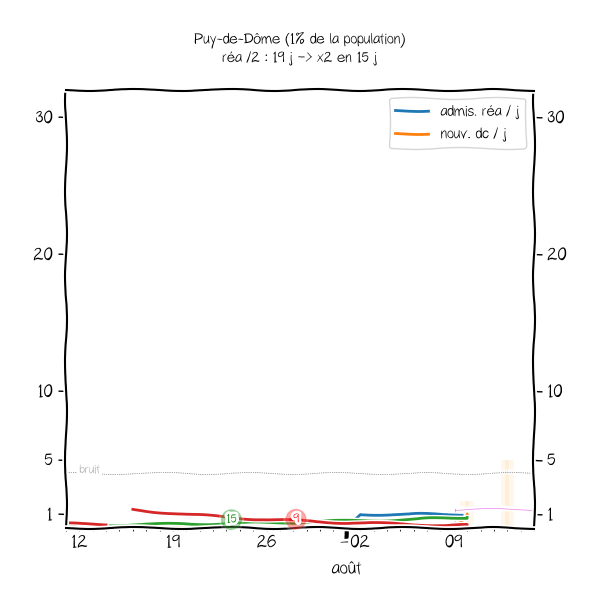 Puy-de-Dôme (1% de la population)
réa /2 : 19 j -> x2 en 15 j
admis. réa / j
nouv. dc / j
30
30
20
20
10
10
5
5
bruit
1
1
15
9
12
19
26
02
09
août